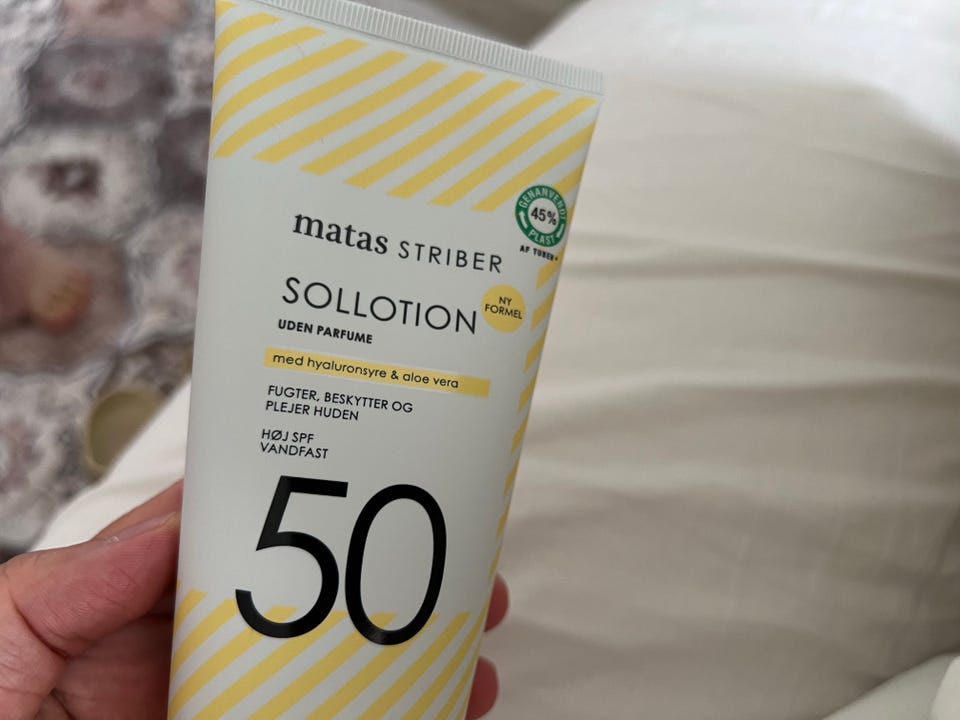 GENANVENDT
45%
PLAST
AF TUBEN*
matas STRIBER
SOLLOTION
NY
FORMEL
UDEN PARFUME
med hyaluronsyre & aloe vera
FUGTER, BESKYTTER OG
PLEJER HUDEN
HØJ SPF
VANDFAST
50